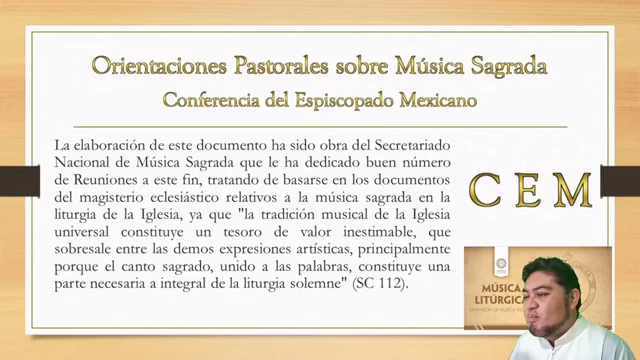 Orientaciones Pastorales sobre Música Sagrada
Conferencia del Espiscopado Mexicano
La elaboración de este documento ha sido obra del Secretariado
Nacional de Música Sagrada que le ha dedicado buen número
de Reuniones a este fin, tratando de basarse en los documentos
del magisterio eclesiástico relativos a la música sagrada en la
liturgia de la Iglesia, ya que "la tradición musical de la Iglesia
universal constituye un tesoro de valor inestimable, que
sobresale entre las demos expresiones artísticas, principalmente
porque el canto sagrado, unido a las palabras, constituye una
parte necesaria a integral de la liturgia solemne" (SC 112).
C E M
MÚSICA
LITÚRGICA